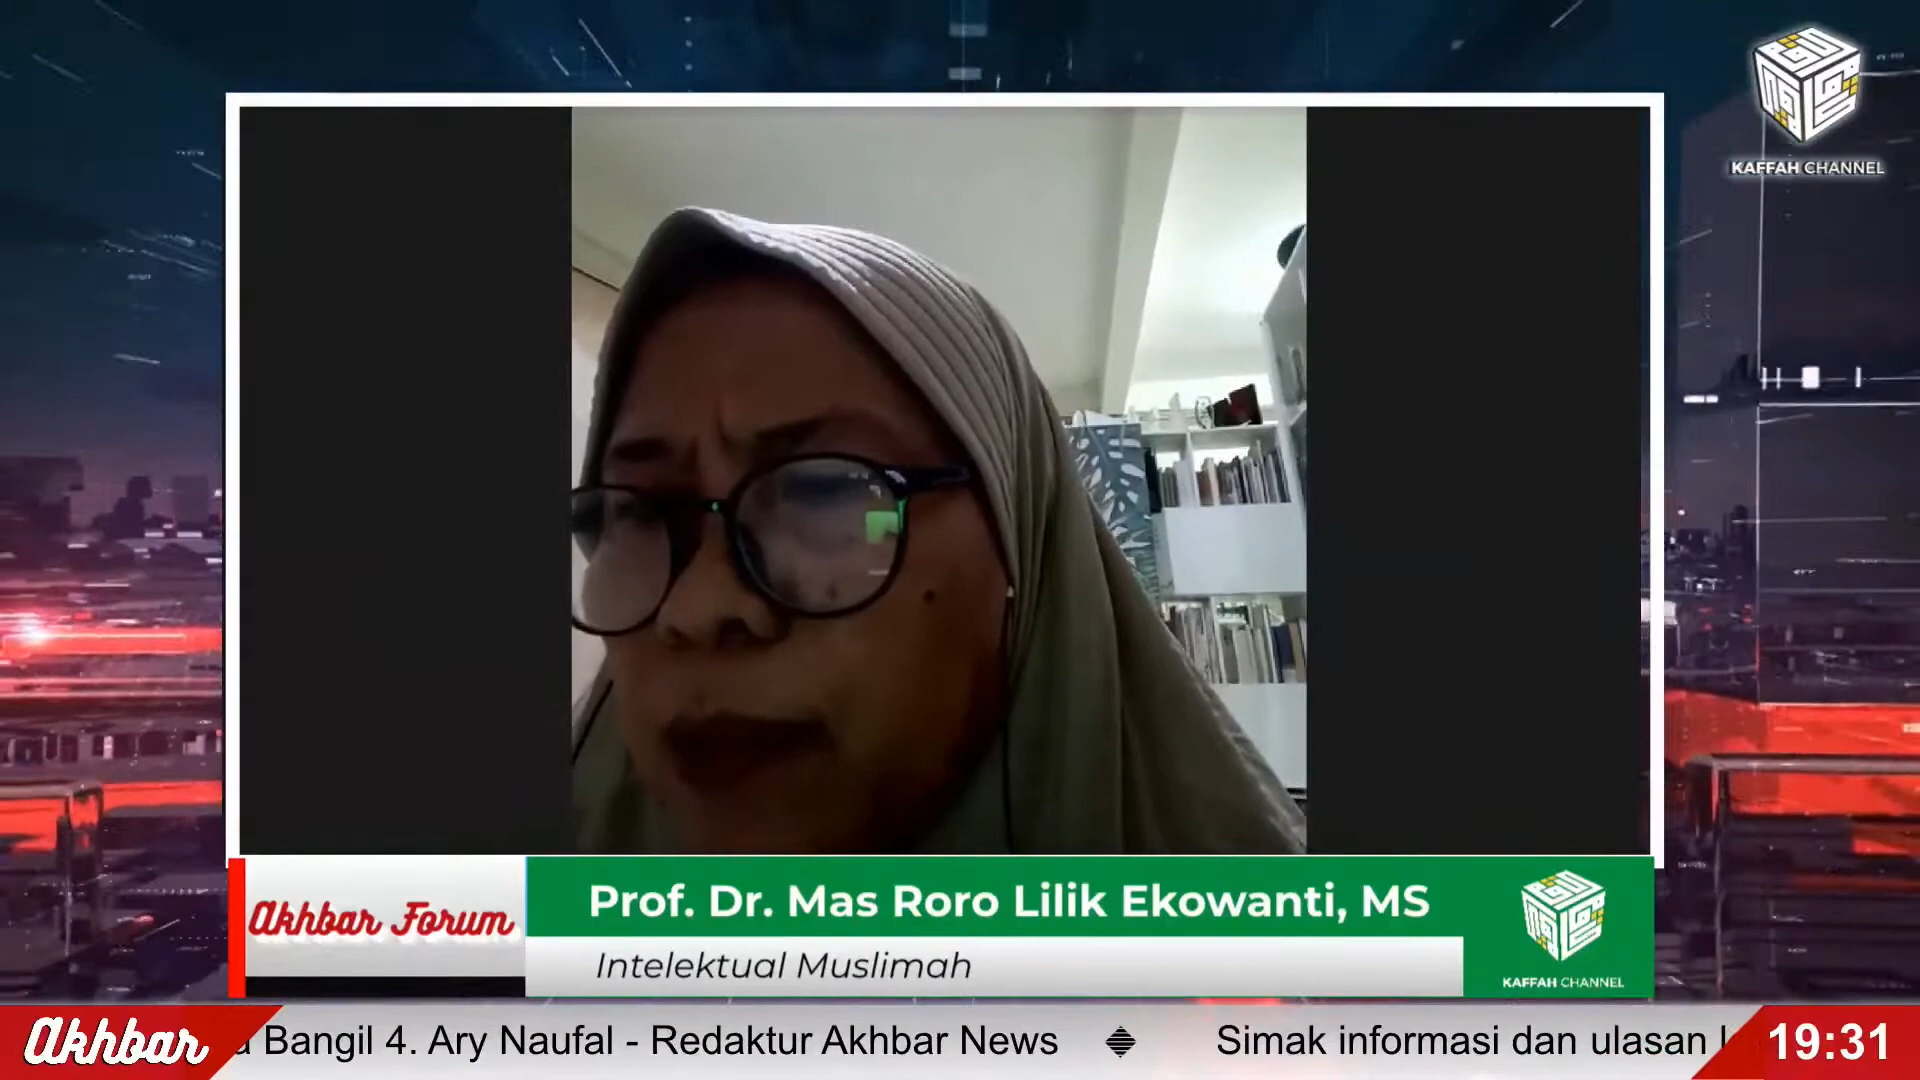 KAFFAH CHANNEL
Akhbar Forum
Prof. Dr. Mas Roro Lilik Ekowanti, MS
Intelektual Muslimah
KAFFAH CHANNEL
Akhbar
Bangil 4. Ary Naufal - Redaktur Akhbar News
Simak informasi dan ulasan
19:31